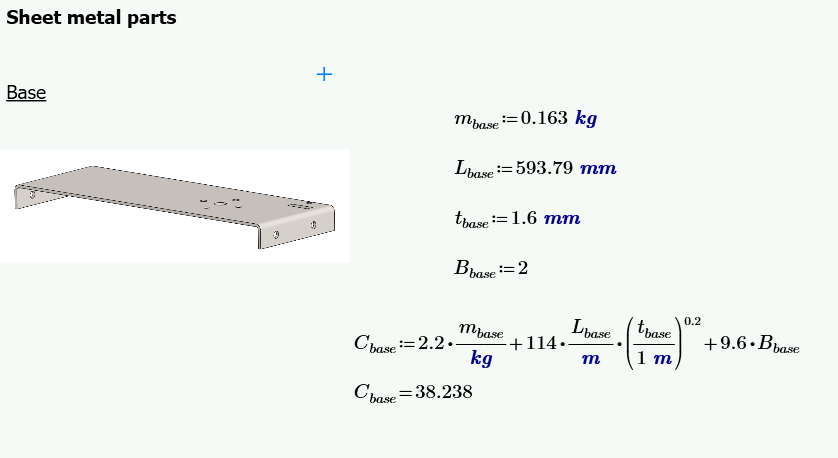 Sheet metal parts
Base
m_base := 0.163 kg
L_base := 593.79 mm
t_base := 1.6 mm
B_base := 2
C_base := 2.2 · m_base/kg + 114 · L_base/m · (t_base/1 m)^0.2 + 9.6 · B_base
C_base = 38.238